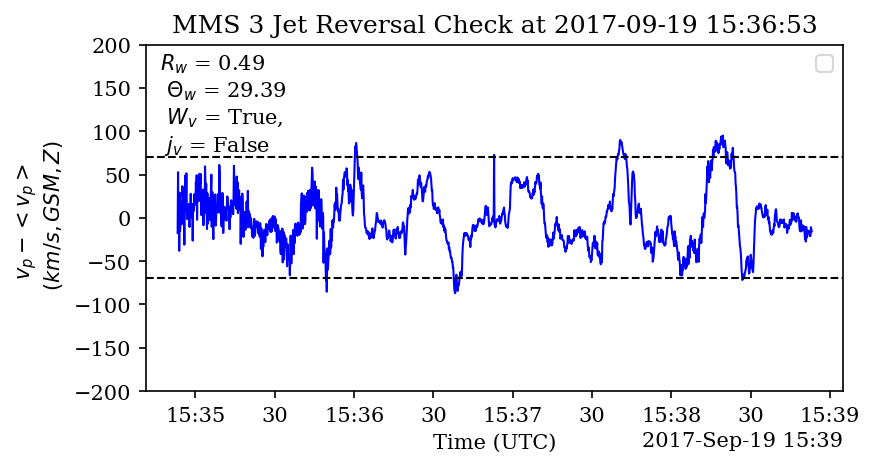 MMS 3 Jet Reversal Check at 2017-09-19 15:36:53
R_w = 0.49
Θ_w = 29.39
W_v = True,
j_v = False
200
150
100
50
0
−50
−100
−150
−200
v_p − < v_p >
(km/s, GSM, Z)
15:35 30 15:36 30 15:37 30 15:38 30 15:39
Time (UTC) 2017-Sep-19 15:39